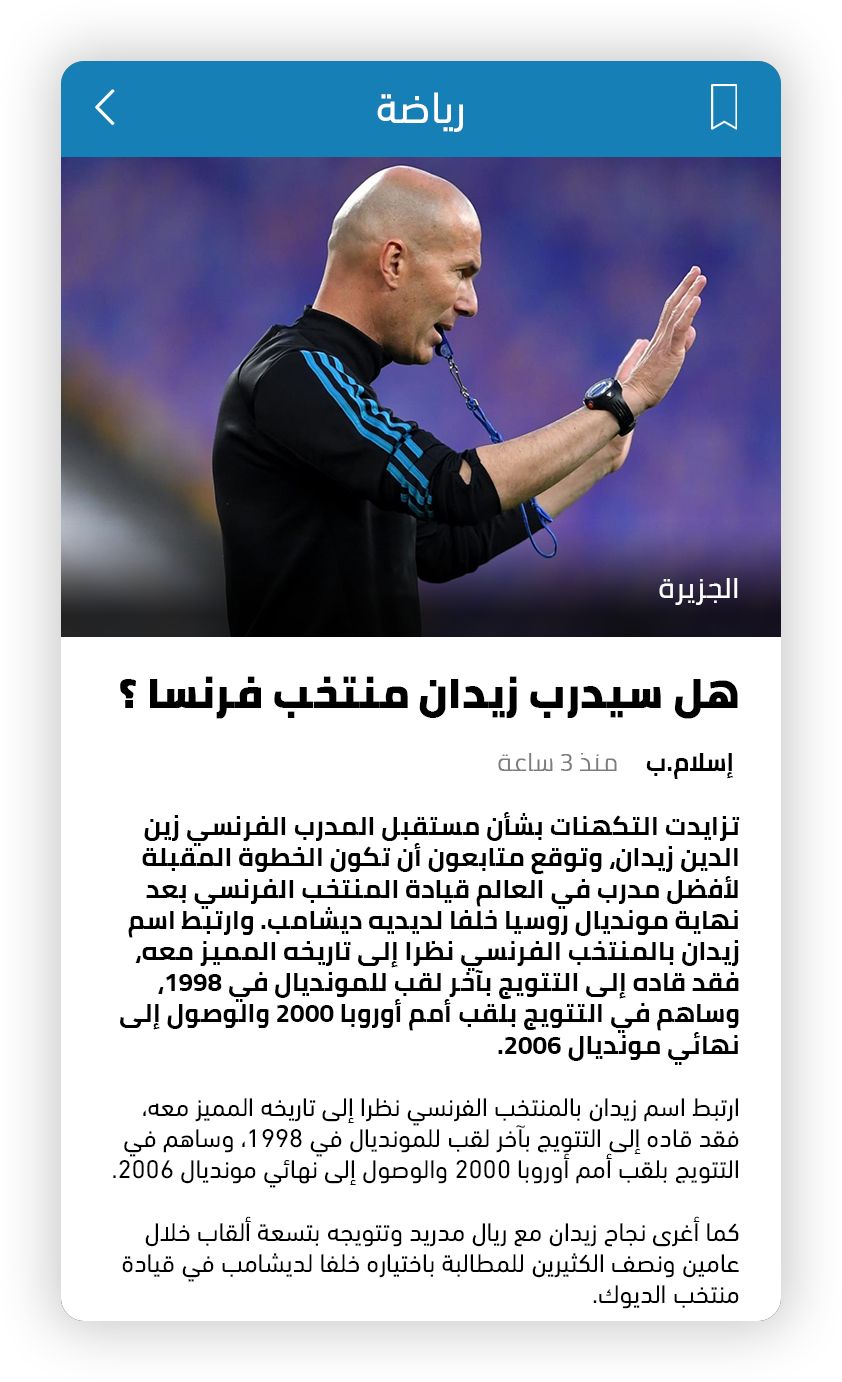 رياضة
الجزيرة
هل سيدرب زيدان منتخب فرنسا ؟
إسلام.ب منذ 3 ساعة
تزايدت التكهنات بشأن مستقبل المدرب الفرنسي زين
الدين زيدان، وتوقع متابعون أن تكون الخطوة المقبلة
لأفضل مدرب في العالم قيادة المنتخب الفرنسي بعد
نهاية مونديال روسيا خلفا لديديه ديشامب. وارتبط اسم
زيدان بالمنتخب الفرنسي نظرا إلى تاريخه المميز معه،
فقد قاده إلى التتويج بآخر لقب للمونديال في 1998،
وساهم في التتويج بلقب أمم أوروبا 2000 والوصول إلى
نهائي مونديال 2006.
ارتبط اسم زيدان بالمنتخب الفرنسي نظرا إلى تاريخه المميز معه،
فقد قاده إلى التتويج بآخر لقب للمونديال في 1998، وساهم في
التتويج بلقب أمم أوروبا 2000 والوصول إلى نهائي مونديال 2006.
كما أغرى نجاح زيدان مع ريال مدريد وتتويجه بتسعة ألقاب خلال
عامين ونصف الكثيرين للمطالبة باختياره خلفا لديشامب في قيادة
منتخب الديوك.